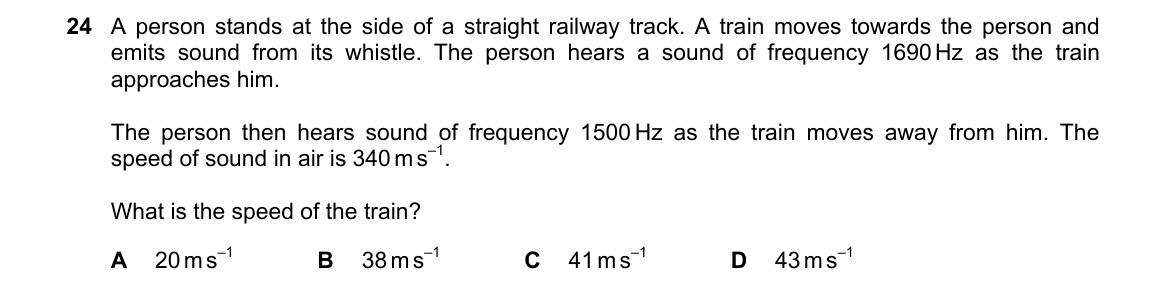 24 A person stands at the side of a straight railway track. A train moves towards the person and
emits sound from its whistle. The person hears a sound of frequency 1690 Hz as the train
approaches him.
The person then hears sound of frequency 1500 Hz as the train moves away from him. The
speed of sound in air is 340 m s⁻¹.
What is the speed of the train?
A 20 m s⁻¹ B 38 m s⁻¹ C 41 m s⁻¹ D 43 m s⁻¹